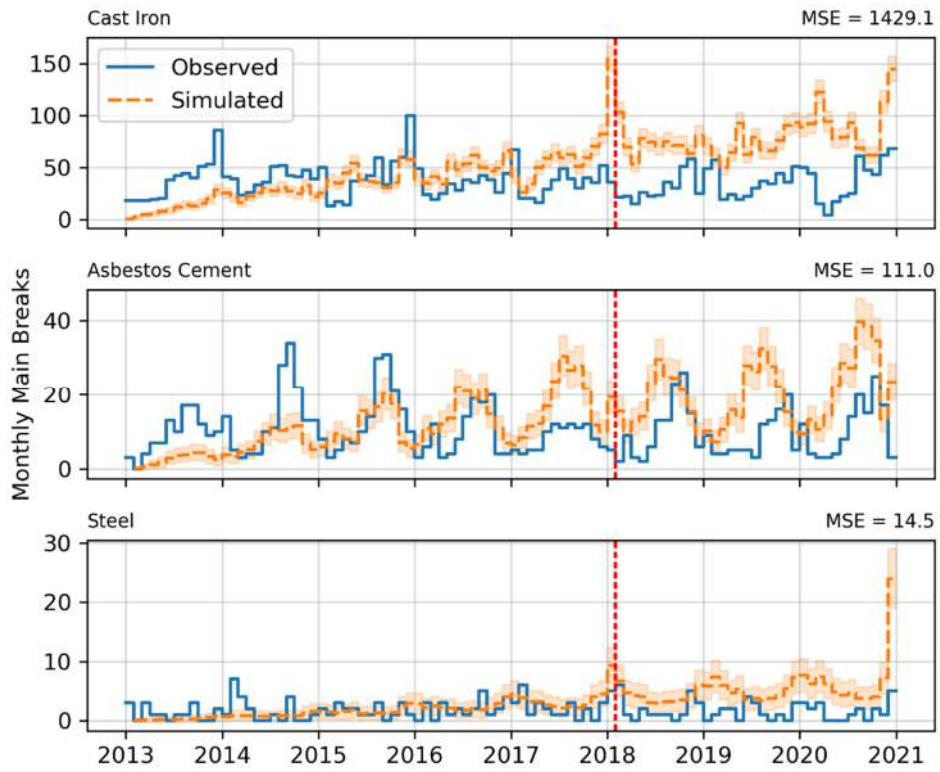 Cast Iron MSE = 1429.1
150
100
50
0
Observed
Simulated
Monthly Main Breaks
Asbestos Cement MSE = 111.0
40
20
0
Steel MSE = 14.5
30
20
10
0
2013 2014 2015 2016 2017 2018 2019 2020 2021